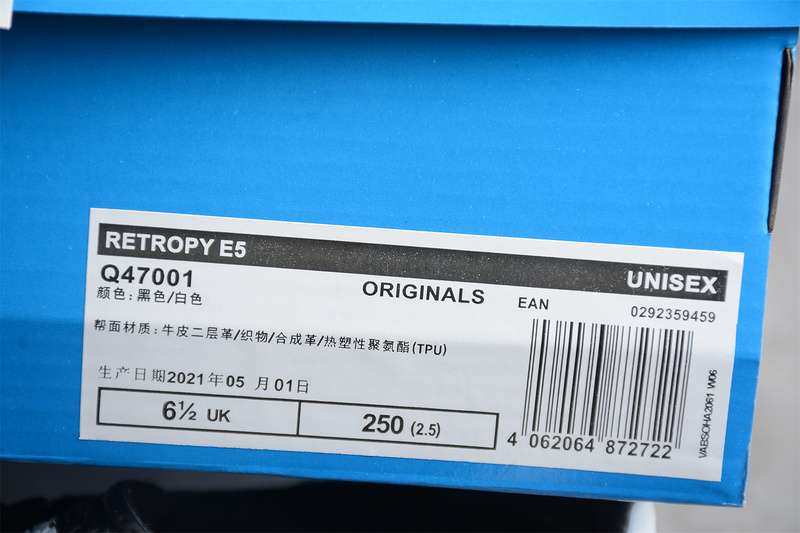 RETROPY E5
UNISEX
Q47001
ORIGINALS
EAN
0292359459
颜色:黑色/白色
帮面材质:牛皮二层革/织物/合成革/热塑性聚氨酯(TPU)
生产日期2021年05 月01日
6½ UK
250 (2.5)
4 062064 872722
VABSOHA2061 W06